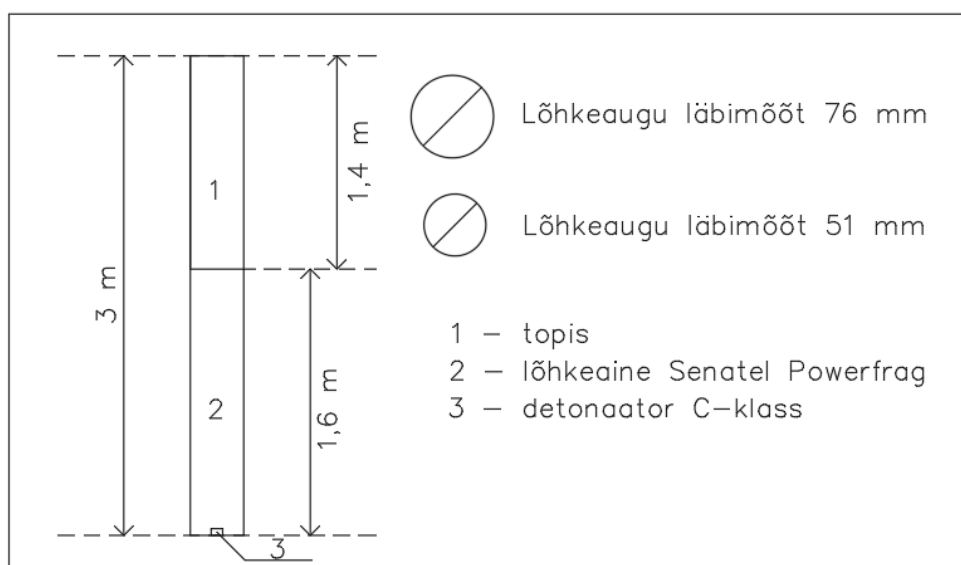 3 m
1
2
3
1,4 m
1,6 m
Lõhkeaugu läbimõõt 76 mm
Lõhkeaugu läbimõõt 51 mm
1 – topis
2 – lõhkeaine Senatel Powerfrag
3 – detonaator C–klass